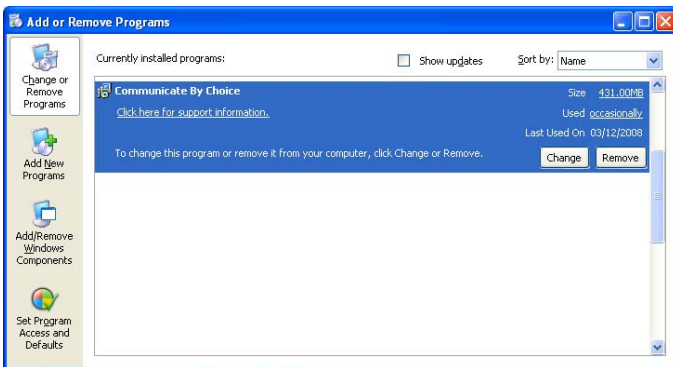 Add or Remove Programs
Change or
Remove
Programs
Currently installed programs:
Show updates
Sort by: Name
Communicate By Choice
Size 431.00MB
Click here for support information.
Used occasionally
Last Used On 03/12/2008
To change this program or remove it from your computer, click Change or Remove.
Change Remove
Add New
Programs
Add/Remove
Windows
Components
Set Program
Access and
Defaults